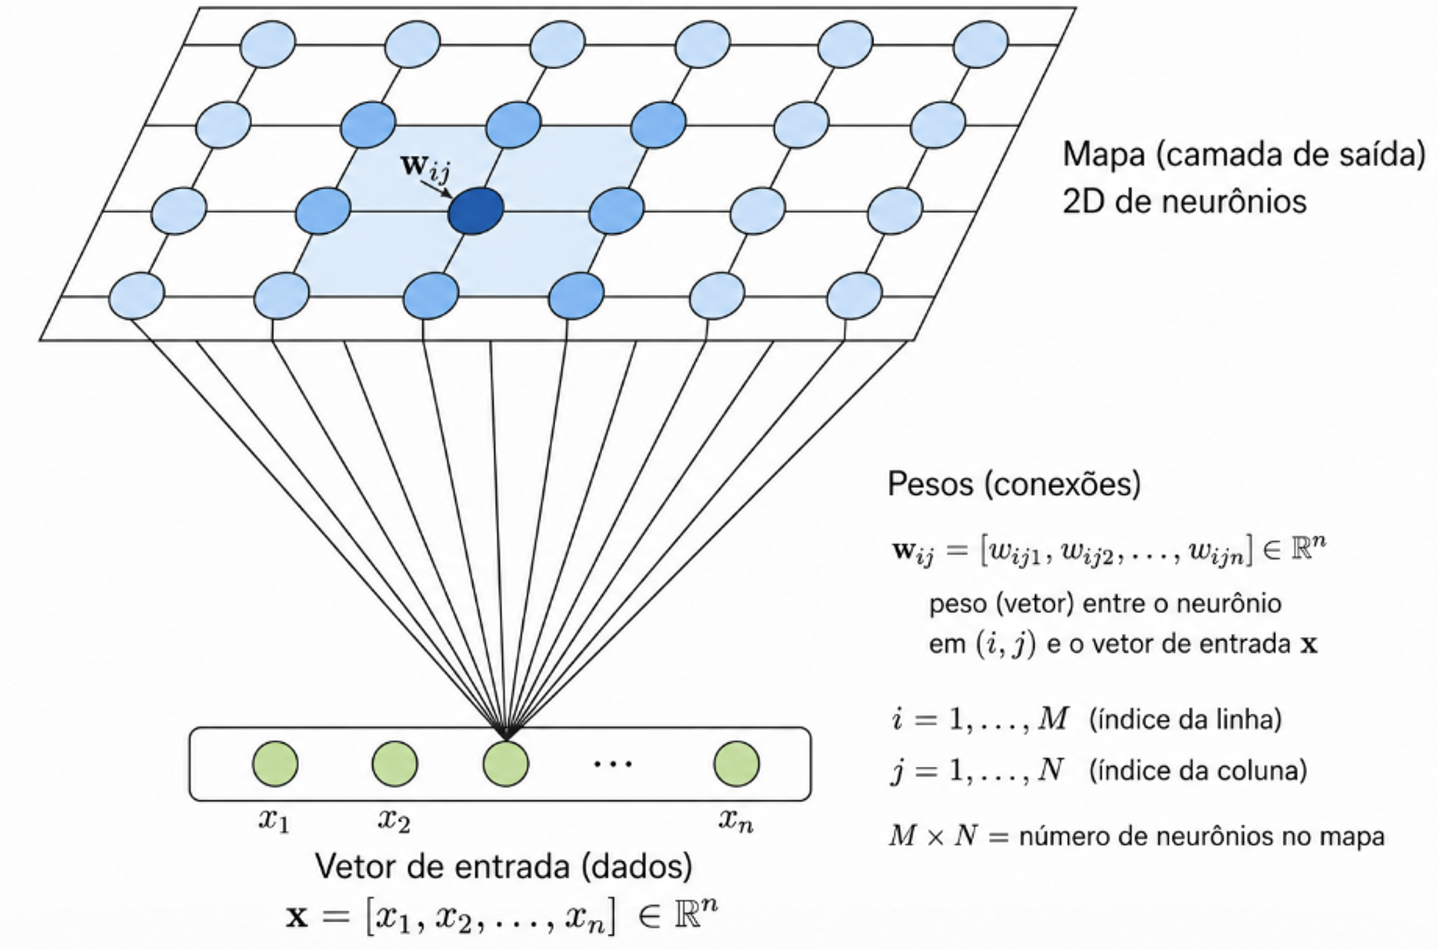 w_ij
Mapa (camada de saída)
2D de neurônios
Pesos (conexões)
w_ij = [w_ij1, w_ij2, . . . , w_ijn] ∈ ℝ^n
peso (vetor) entre o neurônio
em (i, j) e o vetor de entrada x
i = 1, . . . , M (índice da linha)
j = 1, . . . , N (índice da coluna)
M × N = número de neurônios no mapa
...
x_1 x_2 x_n
Vetor de entrada (dados)
x = [x_1, x_2, . . . , x_n] ∈ ℝ^n